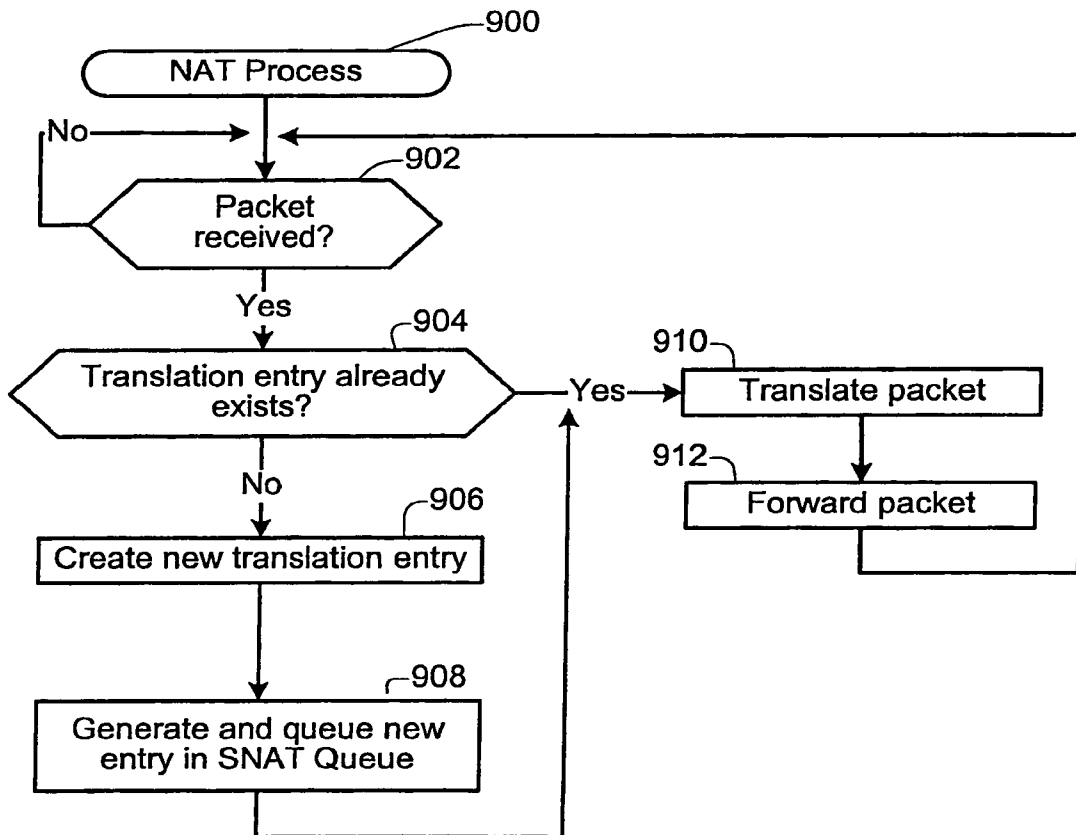 900
NAT Process
No
902
Packet
received?
Yes
904
Translation entry already
exists?
Yes
910
Translate packet
912
Forward packet
No
906
Create new translation entry
908
Generate and queue new
entry in SNAT Queue